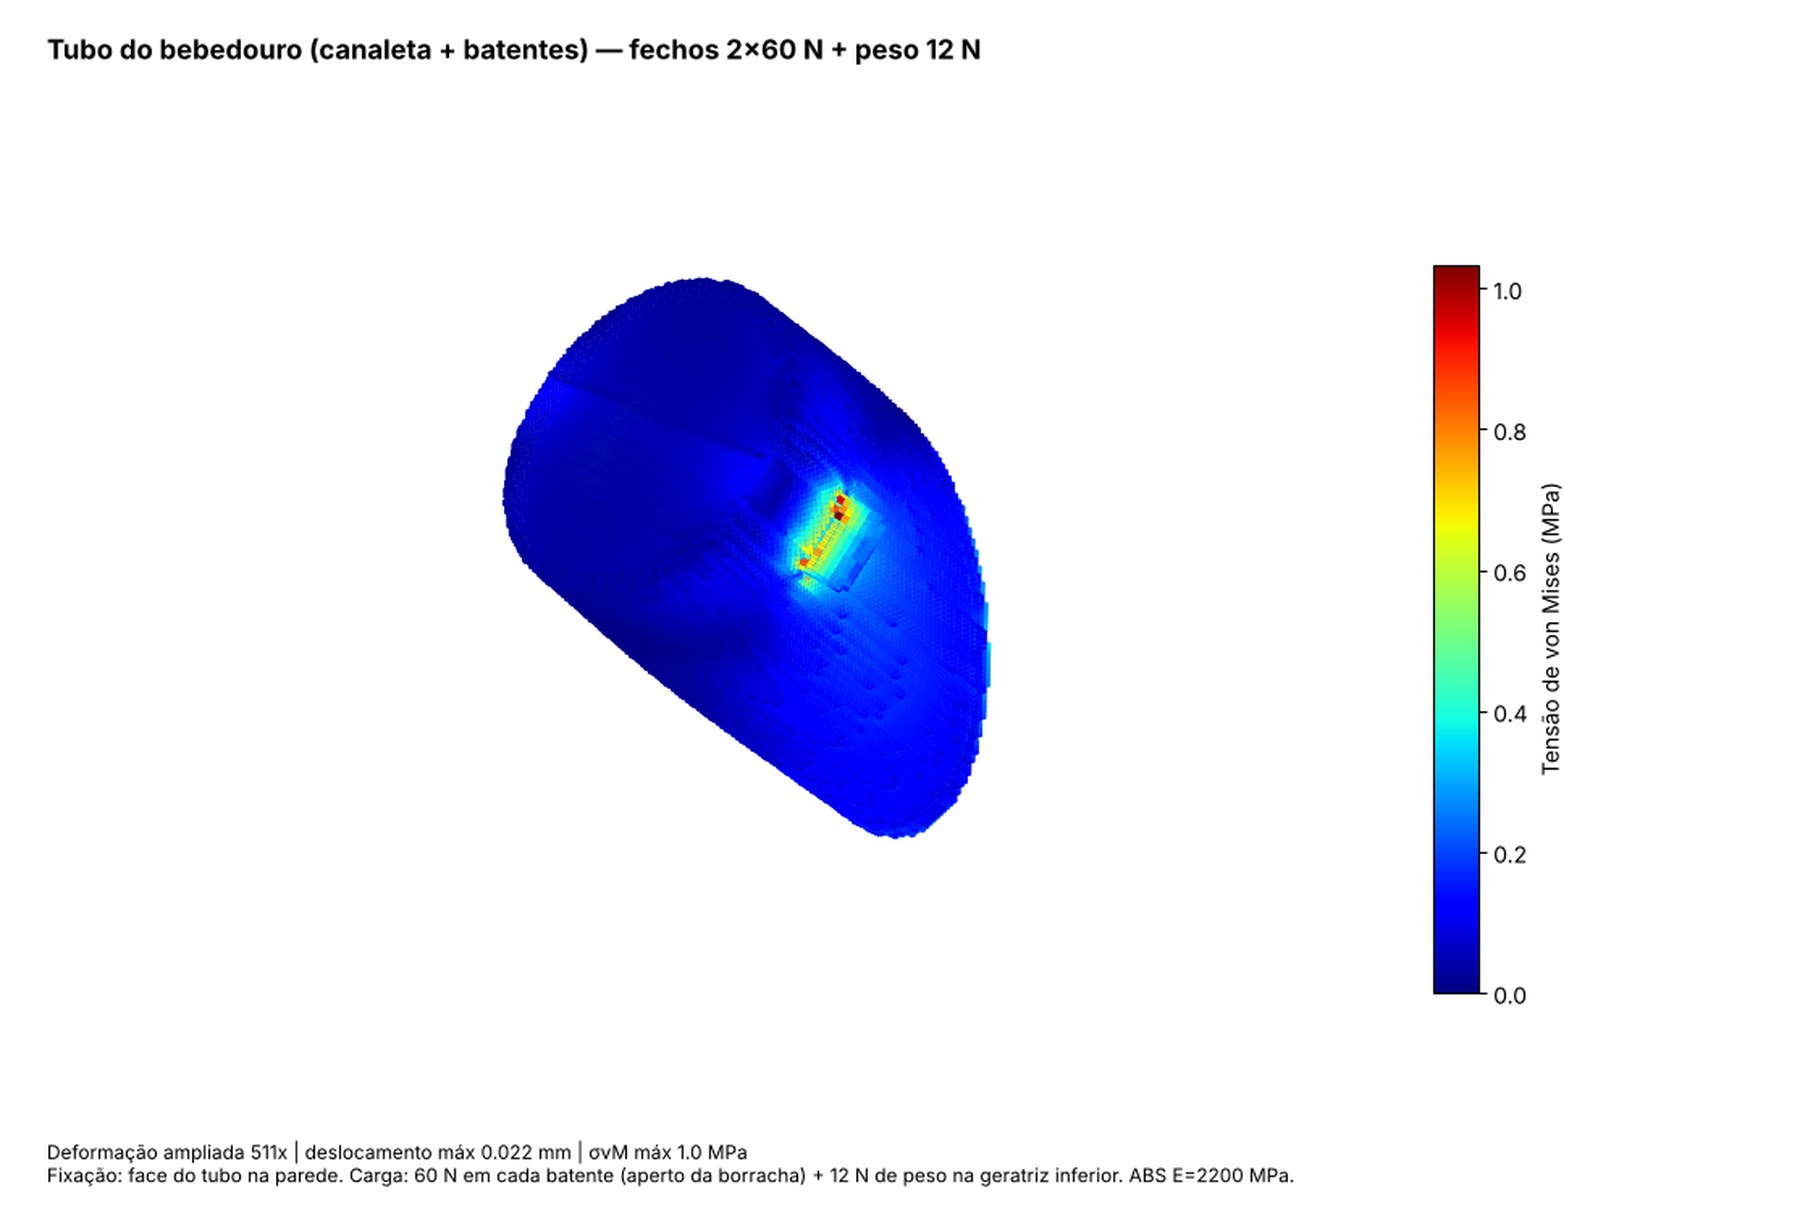 Tubo do bebedouro (canaleta + batentes) — fechos 2×60 N + peso 12 N
1.0
0.8
0.6
0.4
0.2
0.0
Tensão de von Mises (MPa)
Deformação ampliada 511x | deslocamento máx 0.022 mm | σvM máx 1.0 MPa
Fixação: face do tubo na parede. Carga: 60 N em cada batente (aperto da borracha) + 12 N de peso na geratriz inferior. ABS E=2200 MPa.